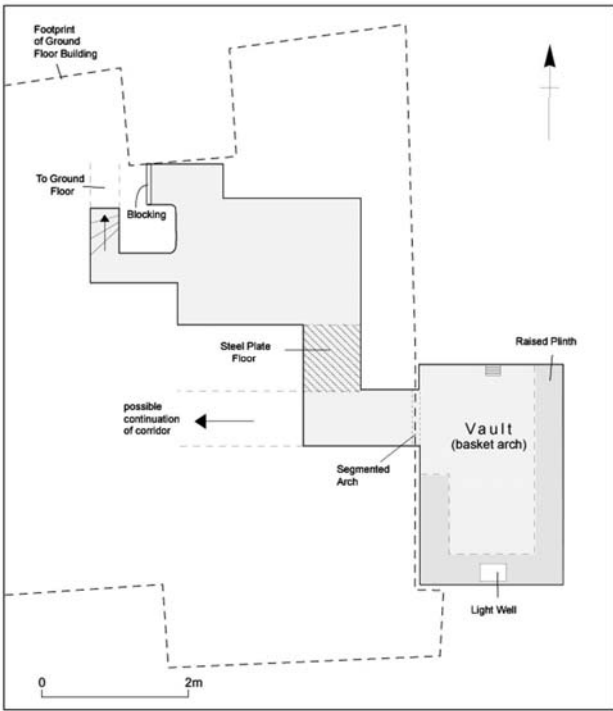 Footprint
of Ground
Floor Building
To Ground
Floor
Blocking
Steel Plate
Floor
Raised Plinth
possible
continuation
of corridor
Vault
(basket arch)
Segmented
Arch
Light Well
0 2m